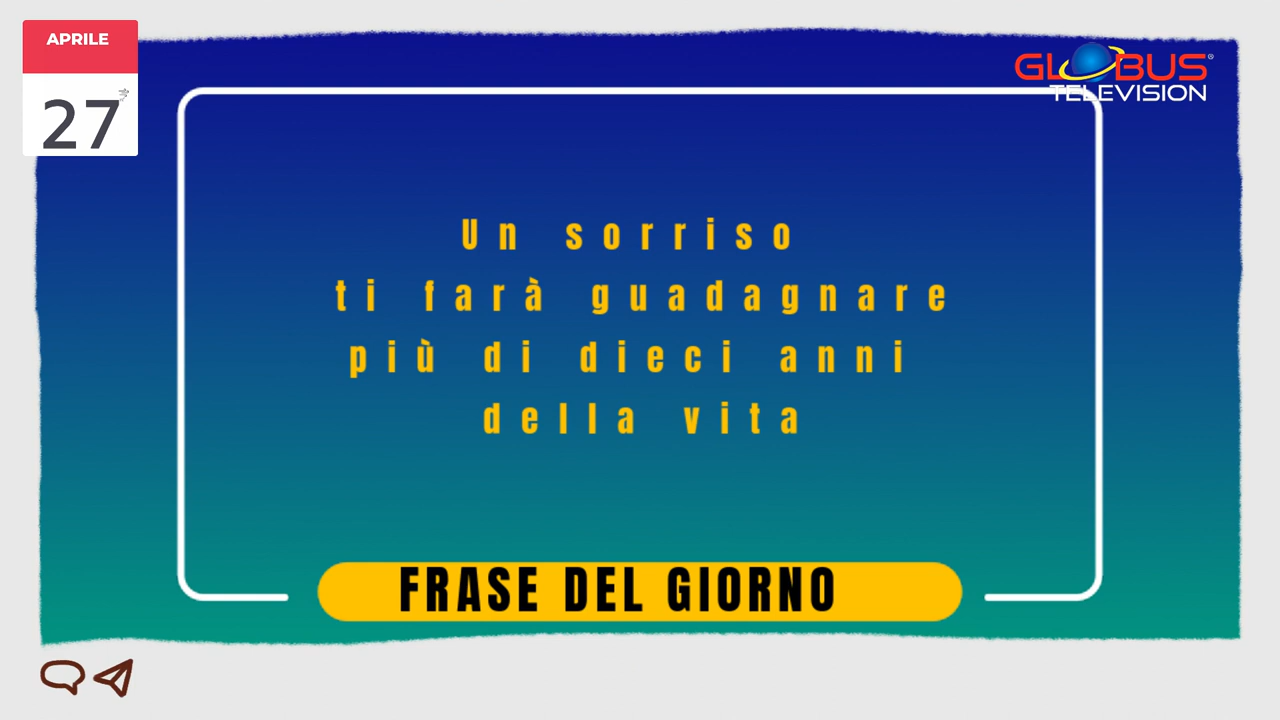 APRILE
27
GLOBUS®
TELEVISION
Un sorriso
ti farà guadagnare
più di dieci anni
della vita
FRASE DEL GIORNO